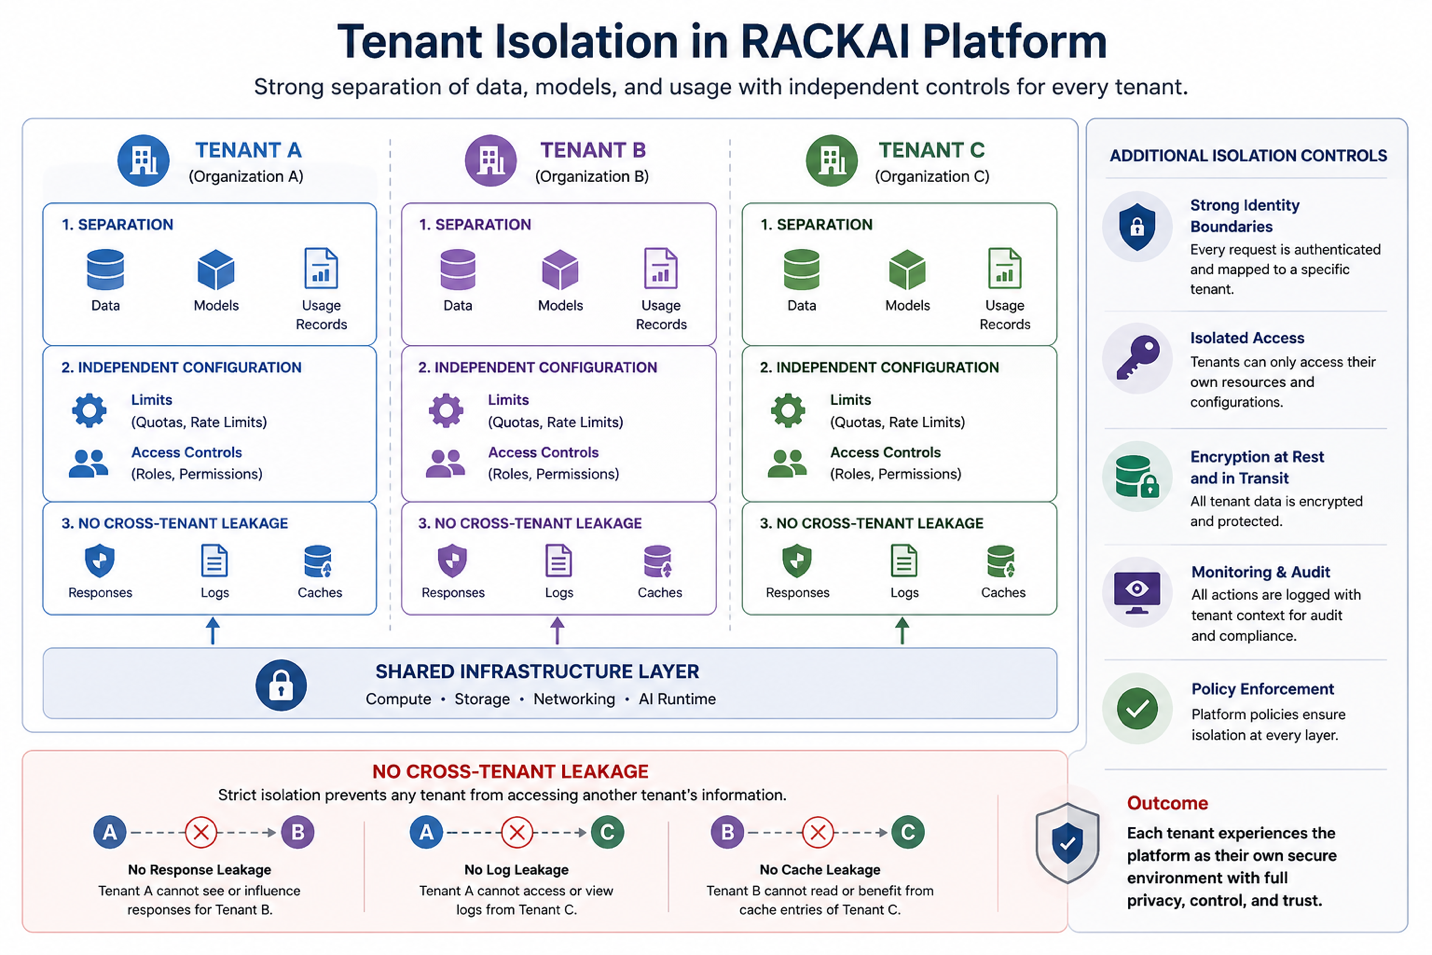 Tenant Isolation in RACKAI Platform
Strong separation of data, models, and usage with independent controls for every tenant.
TENANT A
(Organization A)
1. SEPARATION
Data
Models
Usage
Records
2. INDEPENDENT CONFIGURATION
Limits
(Quotas, Rate Limits)
Access Controls
(Roles, Permissions)
3. NO CROSS-TENANT LEAKAGE
Responses
Logs
Caches
TENANT B
(Organization B)
1. SEPARATION
Data
Models
Usage
Records
2. INDEPENDENT CONFIGURATION
Limits
(Quotas, Rate Limits)
Access Controls
(Roles, Permissions)
3. NO CROSS-TENANT LEAKAGE
Responses
Logs
Caches
TENANT C
(Organization C)
1. SEPARATION
Data
Models
Usage
Records
2. INDEPENDENT CONFIGURATION
Limits
(Quotas, Rate Limits)
Access Controls
(Roles, Permissions)
3. NO CROSS-TENANT LEAKAGE
Responses
Logs
Caches
SHARED INFRASTRUCTURE LAYER
Compute • Storage • Networking • AI Runtime
ADDITIONAL ISOLATION CONTROLS
Strong Identity
Boundaries
Every request is authenticated
and mapped to a specific
tenant.
Isolated Access
Tenants can only access their
own resources and
configurations.
Encryption at Rest
and in Transit
All tenant data is encrypted
and protected.
Monitoring & Audit
All actions are logged with
tenant context for audit
and compliance.
Policy Enforcement
Platform policies ensure
isolation at every layer.
NO CROSS-TENANT LEAKAGE
Strict isolation prevents any tenant from accessing another tenant's information.
A
B
No Response Leakage
Tenant A cannot see or influence
responses for Tenant B.
A
C
No Log Leakage
Tenant A cannot access or view
logs from Tenant C.
B
C
No Cache Leakage
Tenant B cannot read or benefit from
cache entries of Tenant C.
Outcome
Each tenant experiences the
platform as their own secure
environment with full
privacy, control, and trust.